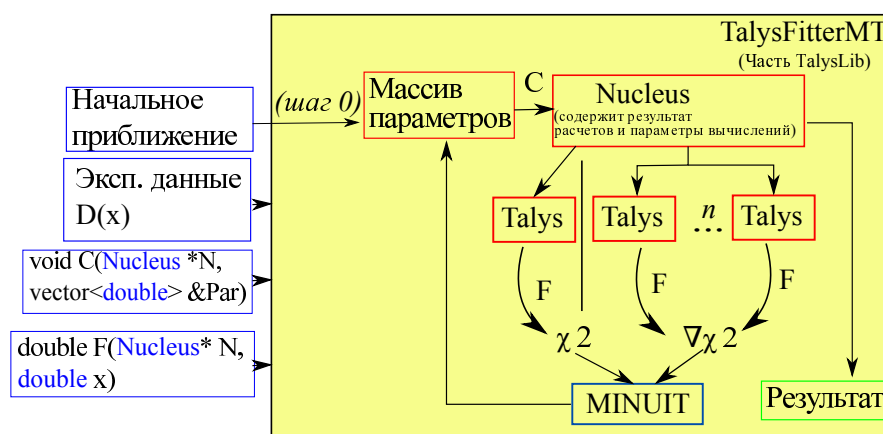 TalysFitterMT
(Часть TalysLib)
Начальное
приближение
(шаг 0)
Массив
параметров
C
Nucleus
(содержит результат
расчетов и параметры вычислений)
Эксп. данные
D(x)
void C(Nucleus *N,
vector<double> &Par)
double F(Nucleus* N,
double x)
Talys
Talys
n
...
Talys
F
F
F
χ 2
∇χ 2
MINUIT
Результат